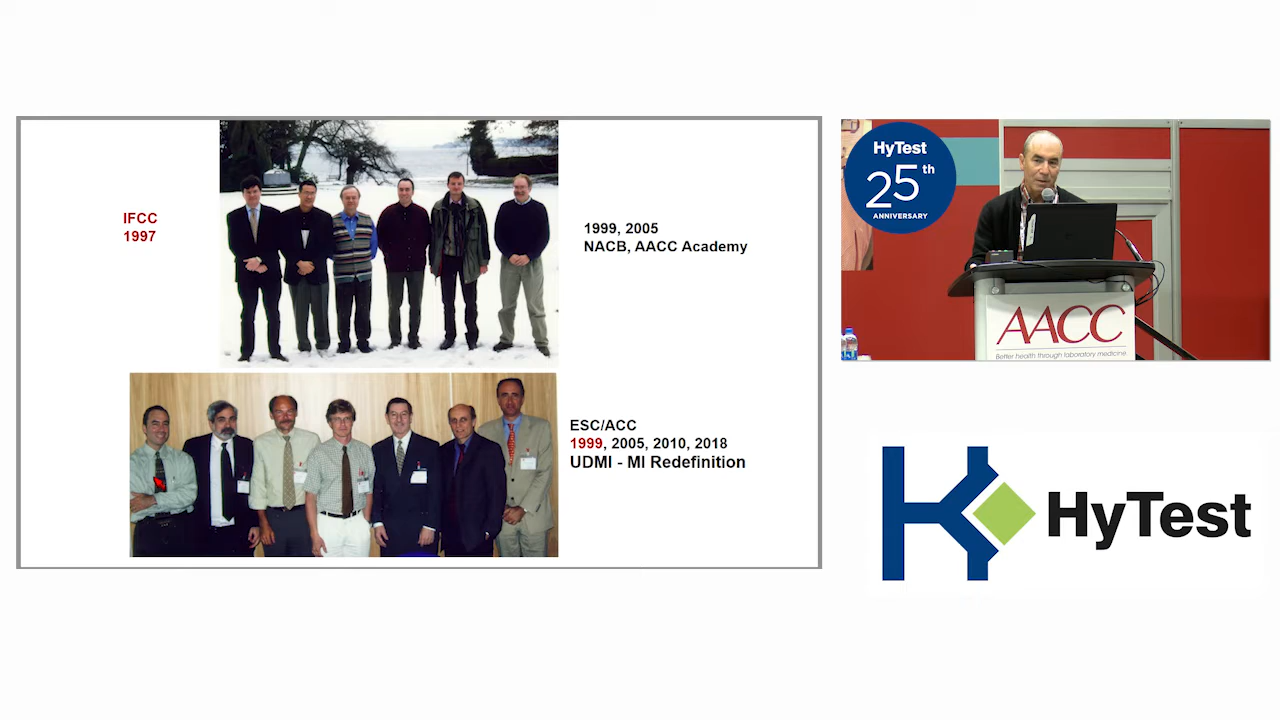 IFCC
1997
1999, 2005
NACB, AACC Academy
ESC/ACC
1999, 2005, 2010, 2018
UDMI - MI Redefinition
HyTest
25th
ANNIVERSARY
AACC
Better health through laboratory medicine.
HyTest